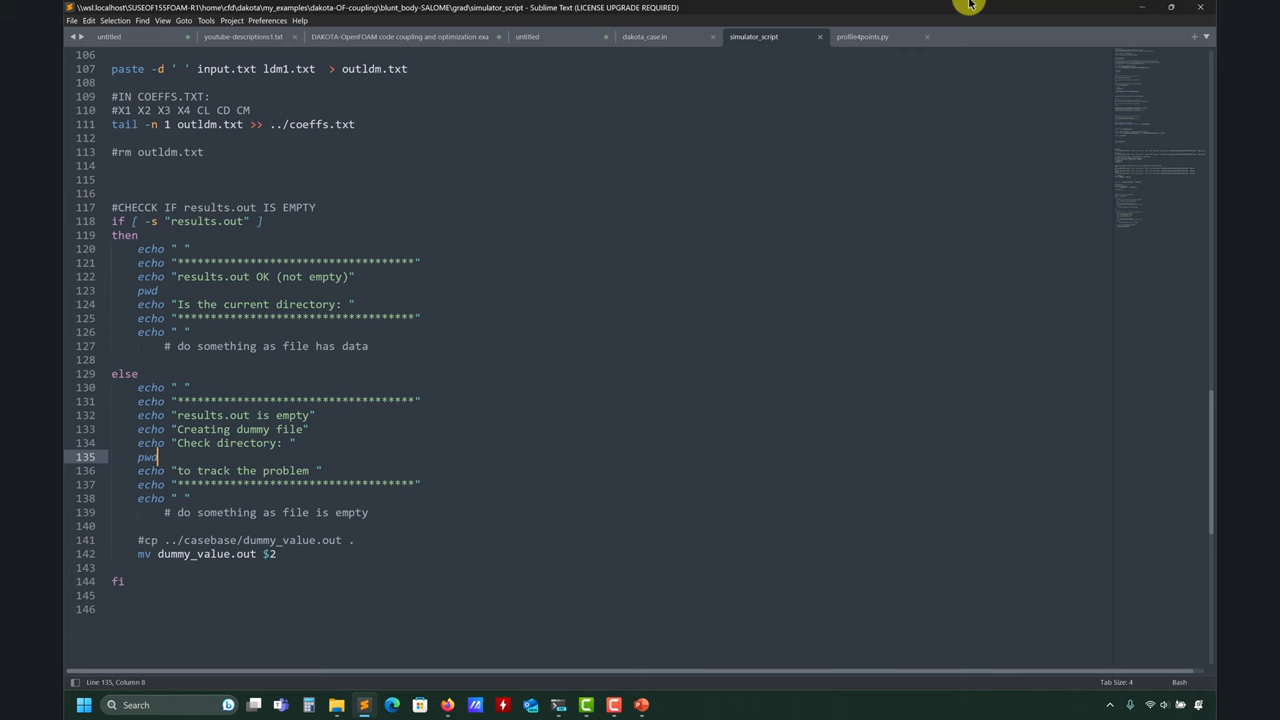 \\wsl.localhost\SUSEOF155FOAM-R1\home\cfd\dakota\my_examples\dakota-OF-coupling\blunt_body-SALOME\grad\simulator_script - Sublime Text (LICENSE UPGRADE REQUIRED)
File Edit Selection Find View Goto Tools Project Preferences Help
untitled youtube-descriptions1.txt DAKOTA-OpenFOAM code coupling and optimization exa untitled dakota_case.in simulator_script profile4points.py
106
107 paste -d ' ' input.txt ldm1.txt > outldm.txt
108
109 #IN COEFFS.TXT:
110 #X1 X2 X3 X4 CL CD CM
111 tail -n 1 outldm.txt >> ../coeffs.txt
112
113 #rm outldm.txt
114
115
116
117 #CHECCK IF results.out IS EMPTY
118 if [ -s "results.out" ]
119 then
120 echo " "
121 echo "************************************"
122 echo "results.out OK (not empty)"
123 pwd
124 echo "Is the current directory: "
125 echo "************************************"
126 echo " "
127 # do something as file has data
128
129 else
130 echo " "
131 echo "************************************"
132 echo "results.out is empty"
133 echo "Creating dummy file"
134 echo "Check directory: "
135 pwd
136 echo "to track the problem "
137 echo "************************************"
138 echo " "
139 # do something as file is empty
140
141 #cp ../casebase/dummy_value.out .
142 mv dummy_value.out $2
143
144 fi
145
146
Line 135, Column 8 Tab Size: 4 Bash
Search